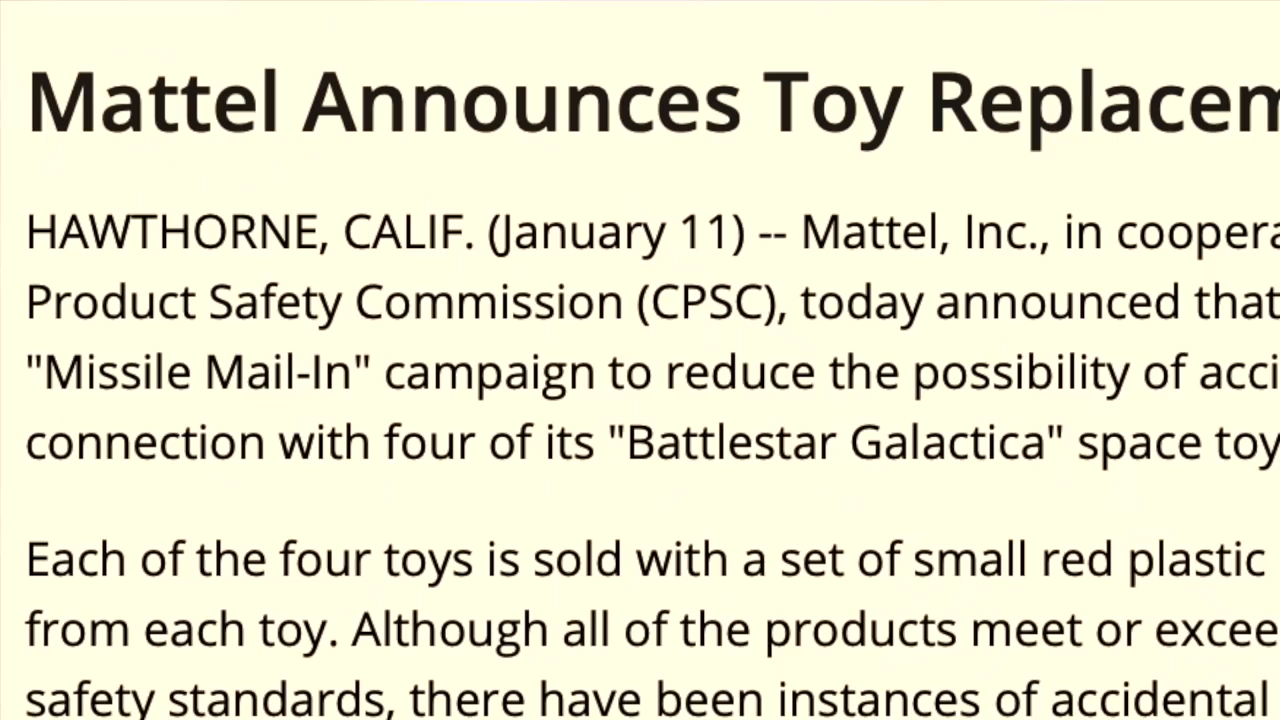 Mattel Announces Toy Replacem
HAWTHORNE, CALIF. (January 11) -- Mattel, Inc., in coopera
Product Safety Commission (CPSC), today announced that
"Missile Mail-In" campaign to reduce the possibility of acci
connection with four of its "Battlestar Galactica" space toy
Each of the four toys is sold with a set of small red plastic
from each toy. Although all of the products meet or excee
safety standards, there have been instances of accidental